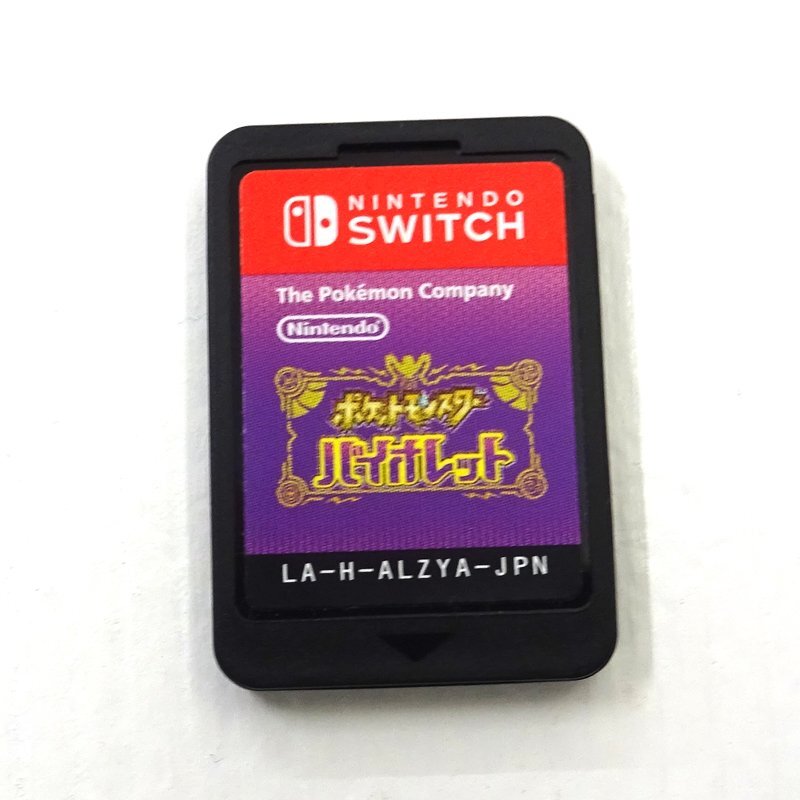 NINTENDO
SWITCH
The Pokémon Company
Nintendo
ポケットモンスター
バイオレット
LA-H-ALZYA-JPN